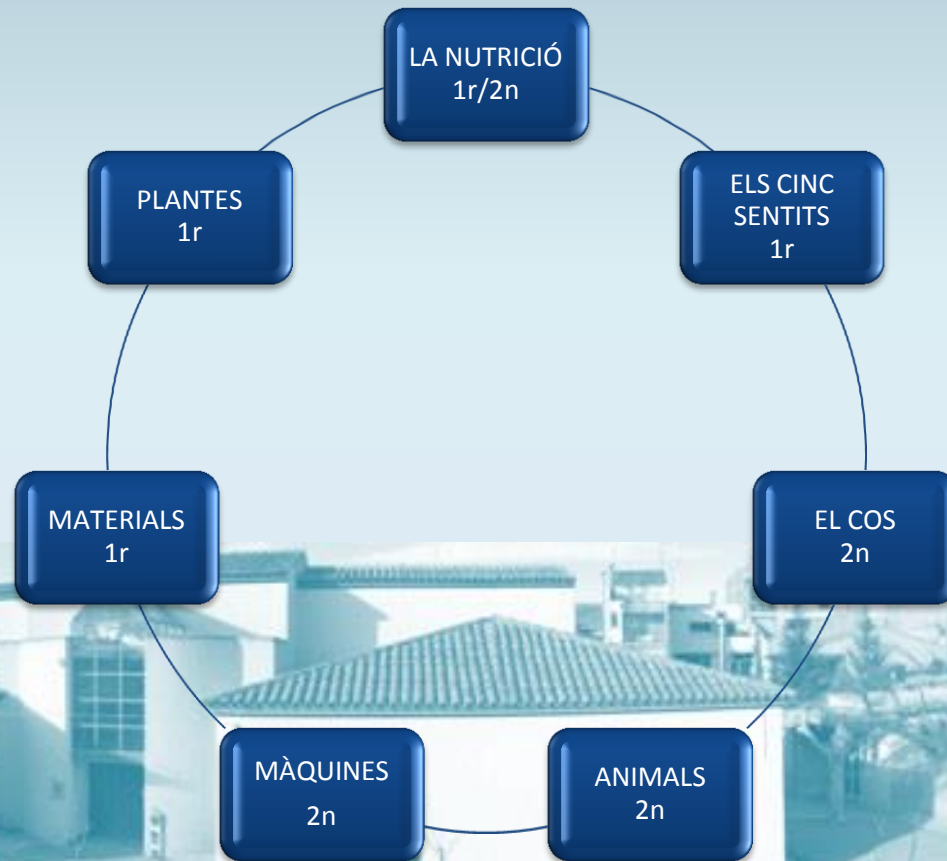 LA NUTRICIÓ
1r/2n
ELS CINC
SENTITS
1r
EL COS
2n
ANIMALS
2n
MÀQUINES
2n
MATERIALS
1r
PLANTES
1r